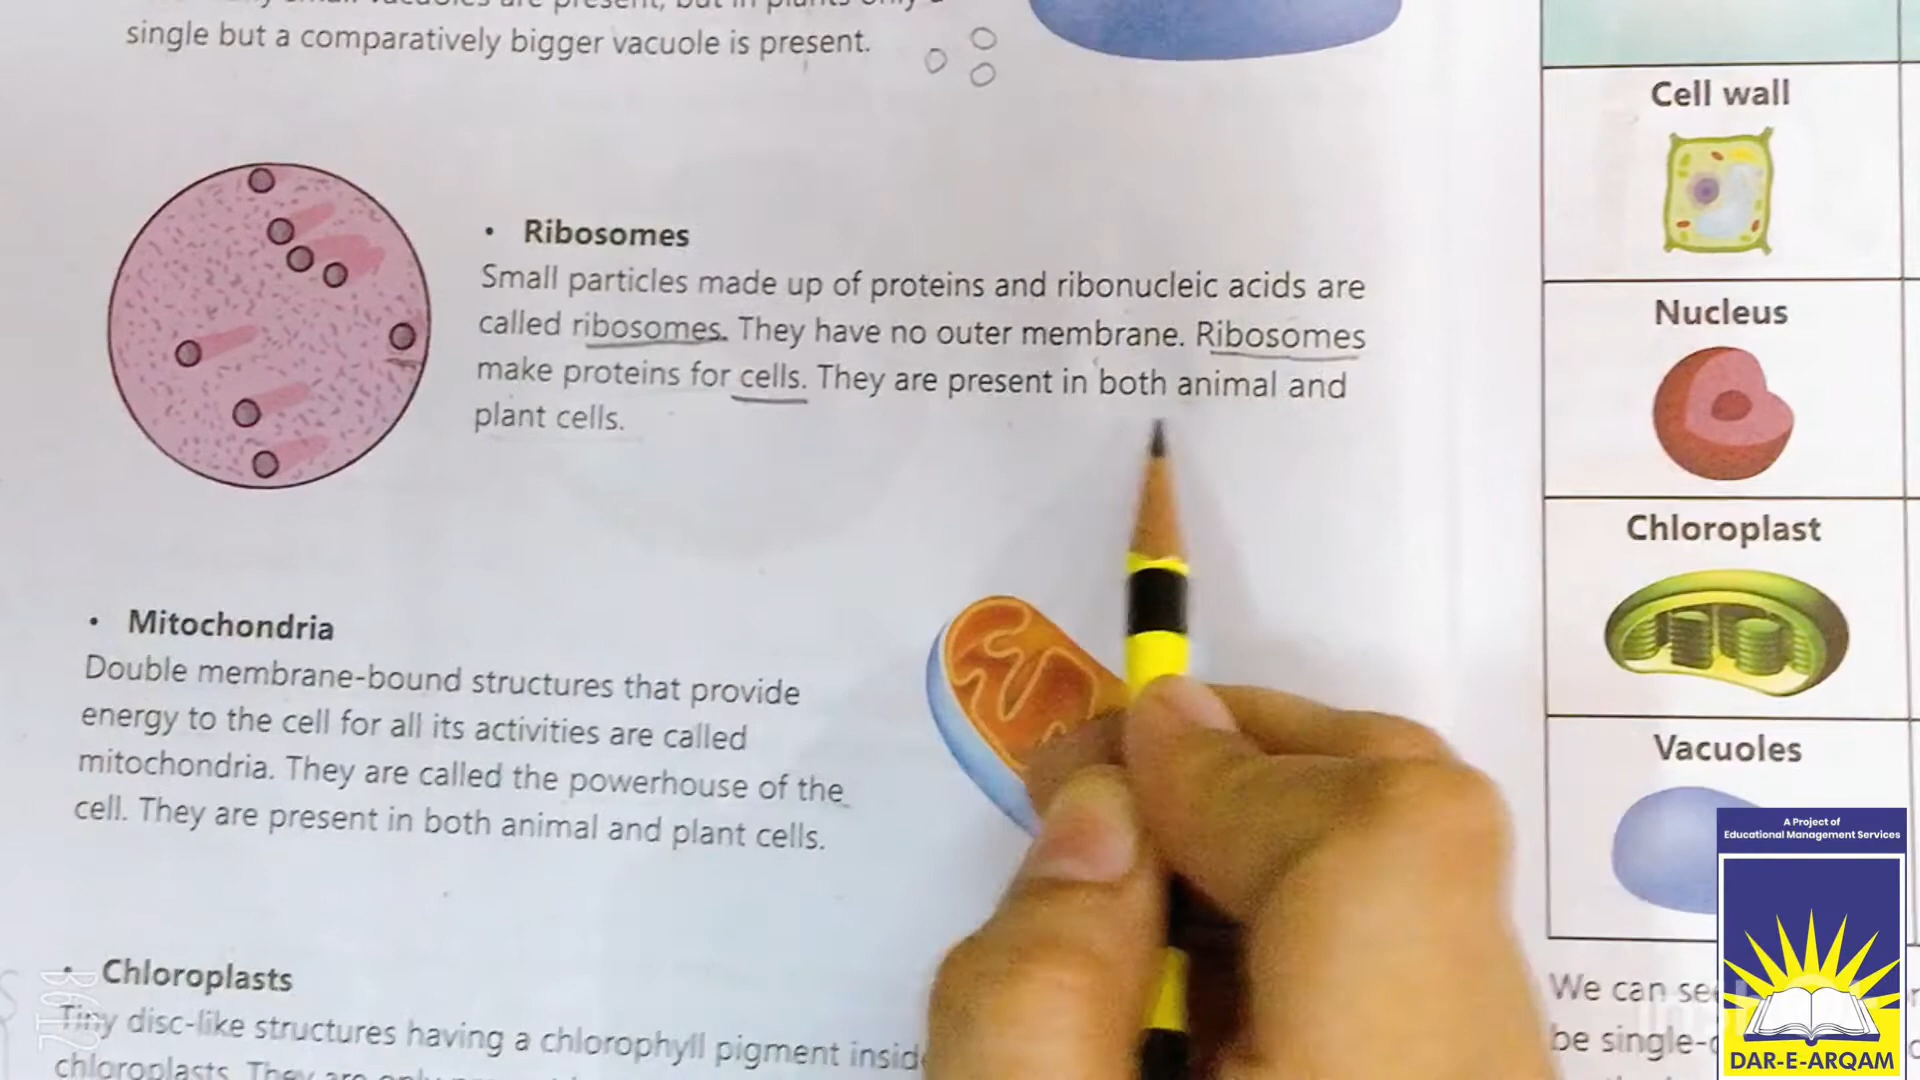 single but a comparatively bigger vacuole is present.
• Ribosomes
Small particles made up of proteins and ribonucleic acids are
called ribosomes. They have no outer membrane. Ribosomes
make proteins for cells. They are present in both animal and
plant cells.
• Mitochondria
Double membrane-bound structures that provide
energy to the cell for all its activities are called
mitochondria. They are called the powerhouse of the
cell. They are present in both animal and plant cells.
• Chloroplasts
Tiny disc-like structures having a chlorophyll pigment
chloroplasts. They are
Cell wall
Nucleus
Chloroplast
Vacuoles
We can
be
A Project of
Educational Management Services
DAR-E-ARQAM